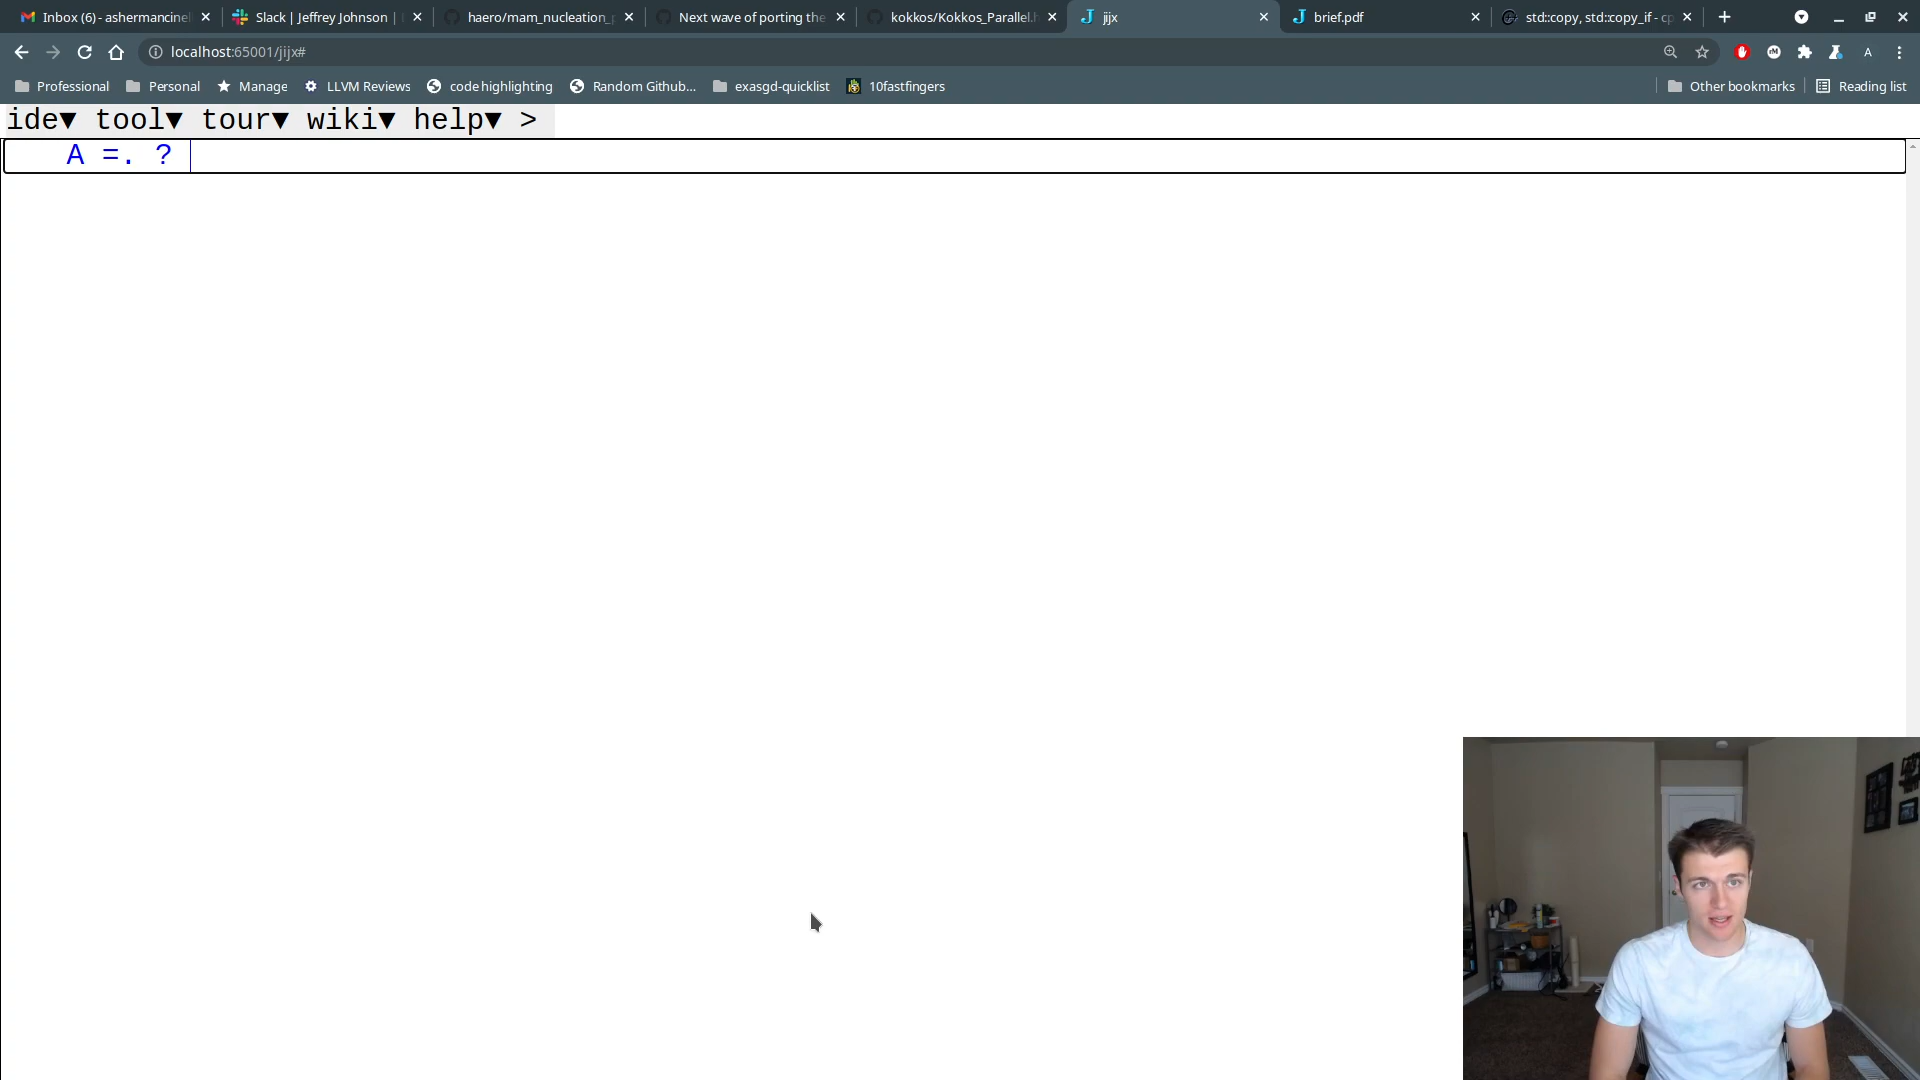 Inbox (6) - ashermancinel
Slack | Jeffrey Johnson |
haero/mam_nucleation_p
Next wave of porting the
kokkos/Kokkos_Parallel.h
jijx
brief.pdf
std::copy, std::copy_if - cp
localhost:65001/jijx#
A
Professional
Personal
Manage
LLVM Reviews
code highlighting
Random Github...
exasgd-quicklist
10fastfingers
Other bookmarks
Reading list
ide▼ tool▼ tour▼ wiki▼ help▼ >
A =. ?